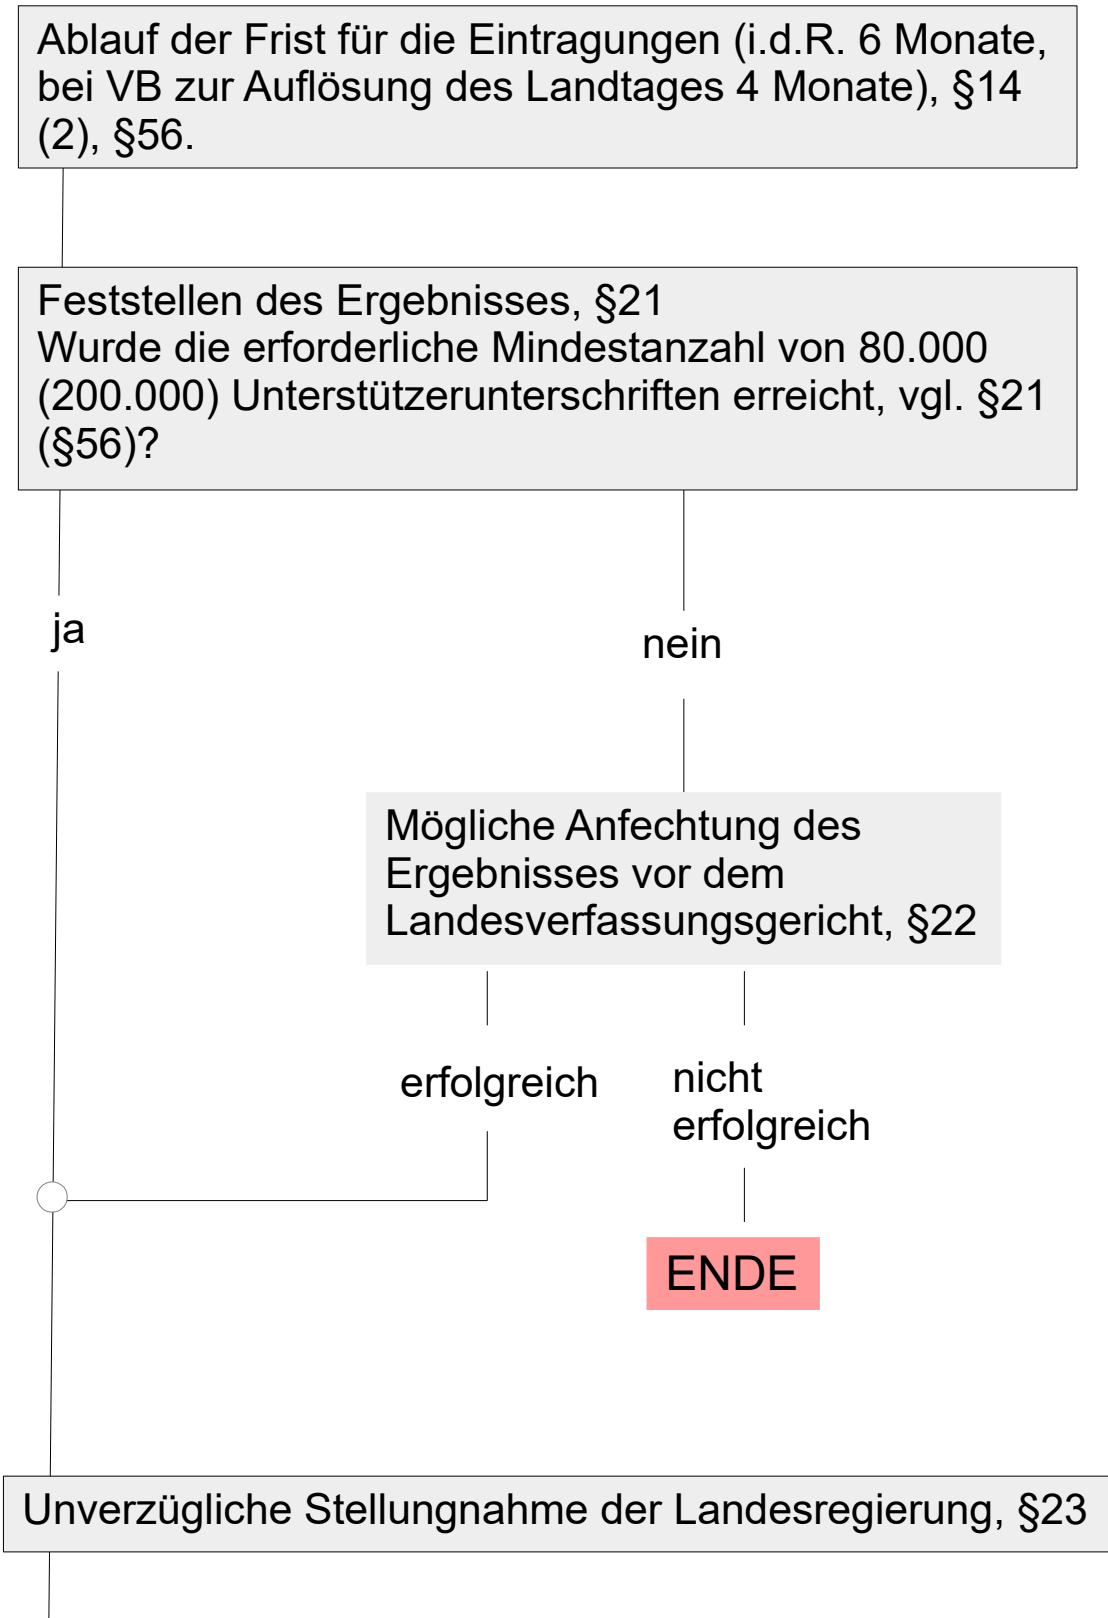 Ablauf der Frist für die Eintragungen (i.d.R. 6 Monate,
bei VB zur Auflösung des Landtages 4 Monate), §14
(2), §56.
Feststellen des Ergebnisses, §21
Wurde die erforderliche Mindestanzahl von 80.000
(200.000) Unterstützerunterschriften erreicht, vgl. §21
(§56)?
ja
nein
Mögliche Anfechtung des
Ergebnisses vor dem
Landesverfassungsgericht, §22
erfolgreich
nicht
erfolgreich
ENDE
Unverzügliche Stellungnahme der Landesregierung, §23